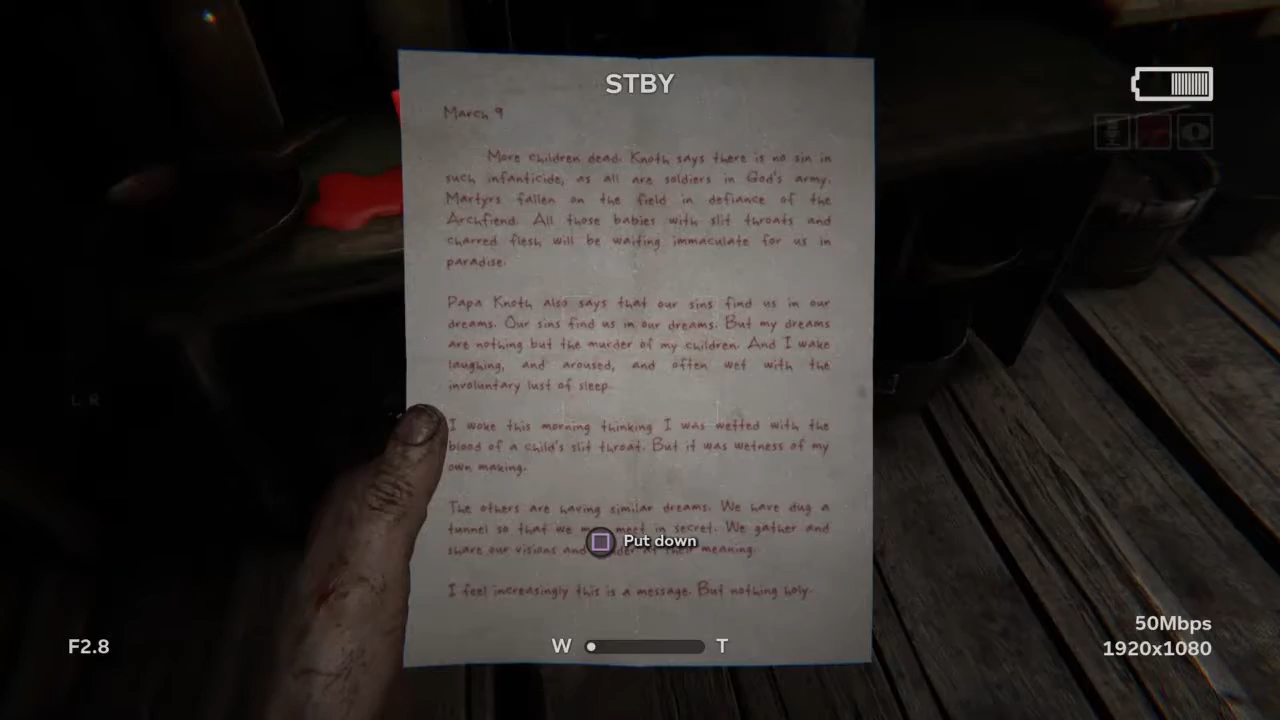 STBY
March 9
More children dead. Knoth says there is no sin in
such infanticide, as all are soldiers in God's army.
Martyrs fallen on the field in defiance of the
Archfiend. All those babies with slit throats and
charred flesh will be waiting immaculate for us in
paradise.
Papa Knoth also says that our sins find us in our
dreams. Our sins find us in our dreams. But my dreams
are nothing but the murder of my children. And I wake
laughing, and aroused, and often wet with the
involuntary lust of sleep.
I woke this morning thinking I was wetted with the
blood of a child's slit throat. But it was wetness of my
own making.
The others are having similar dreams. We have dug a
tunnel so that we meet in secret. We gather and
share our visions and at their meaning.
Put down
I feel increasingly this is a message. But nothing holy.
L R
F2.8
W T
50Mbps
1920x1080